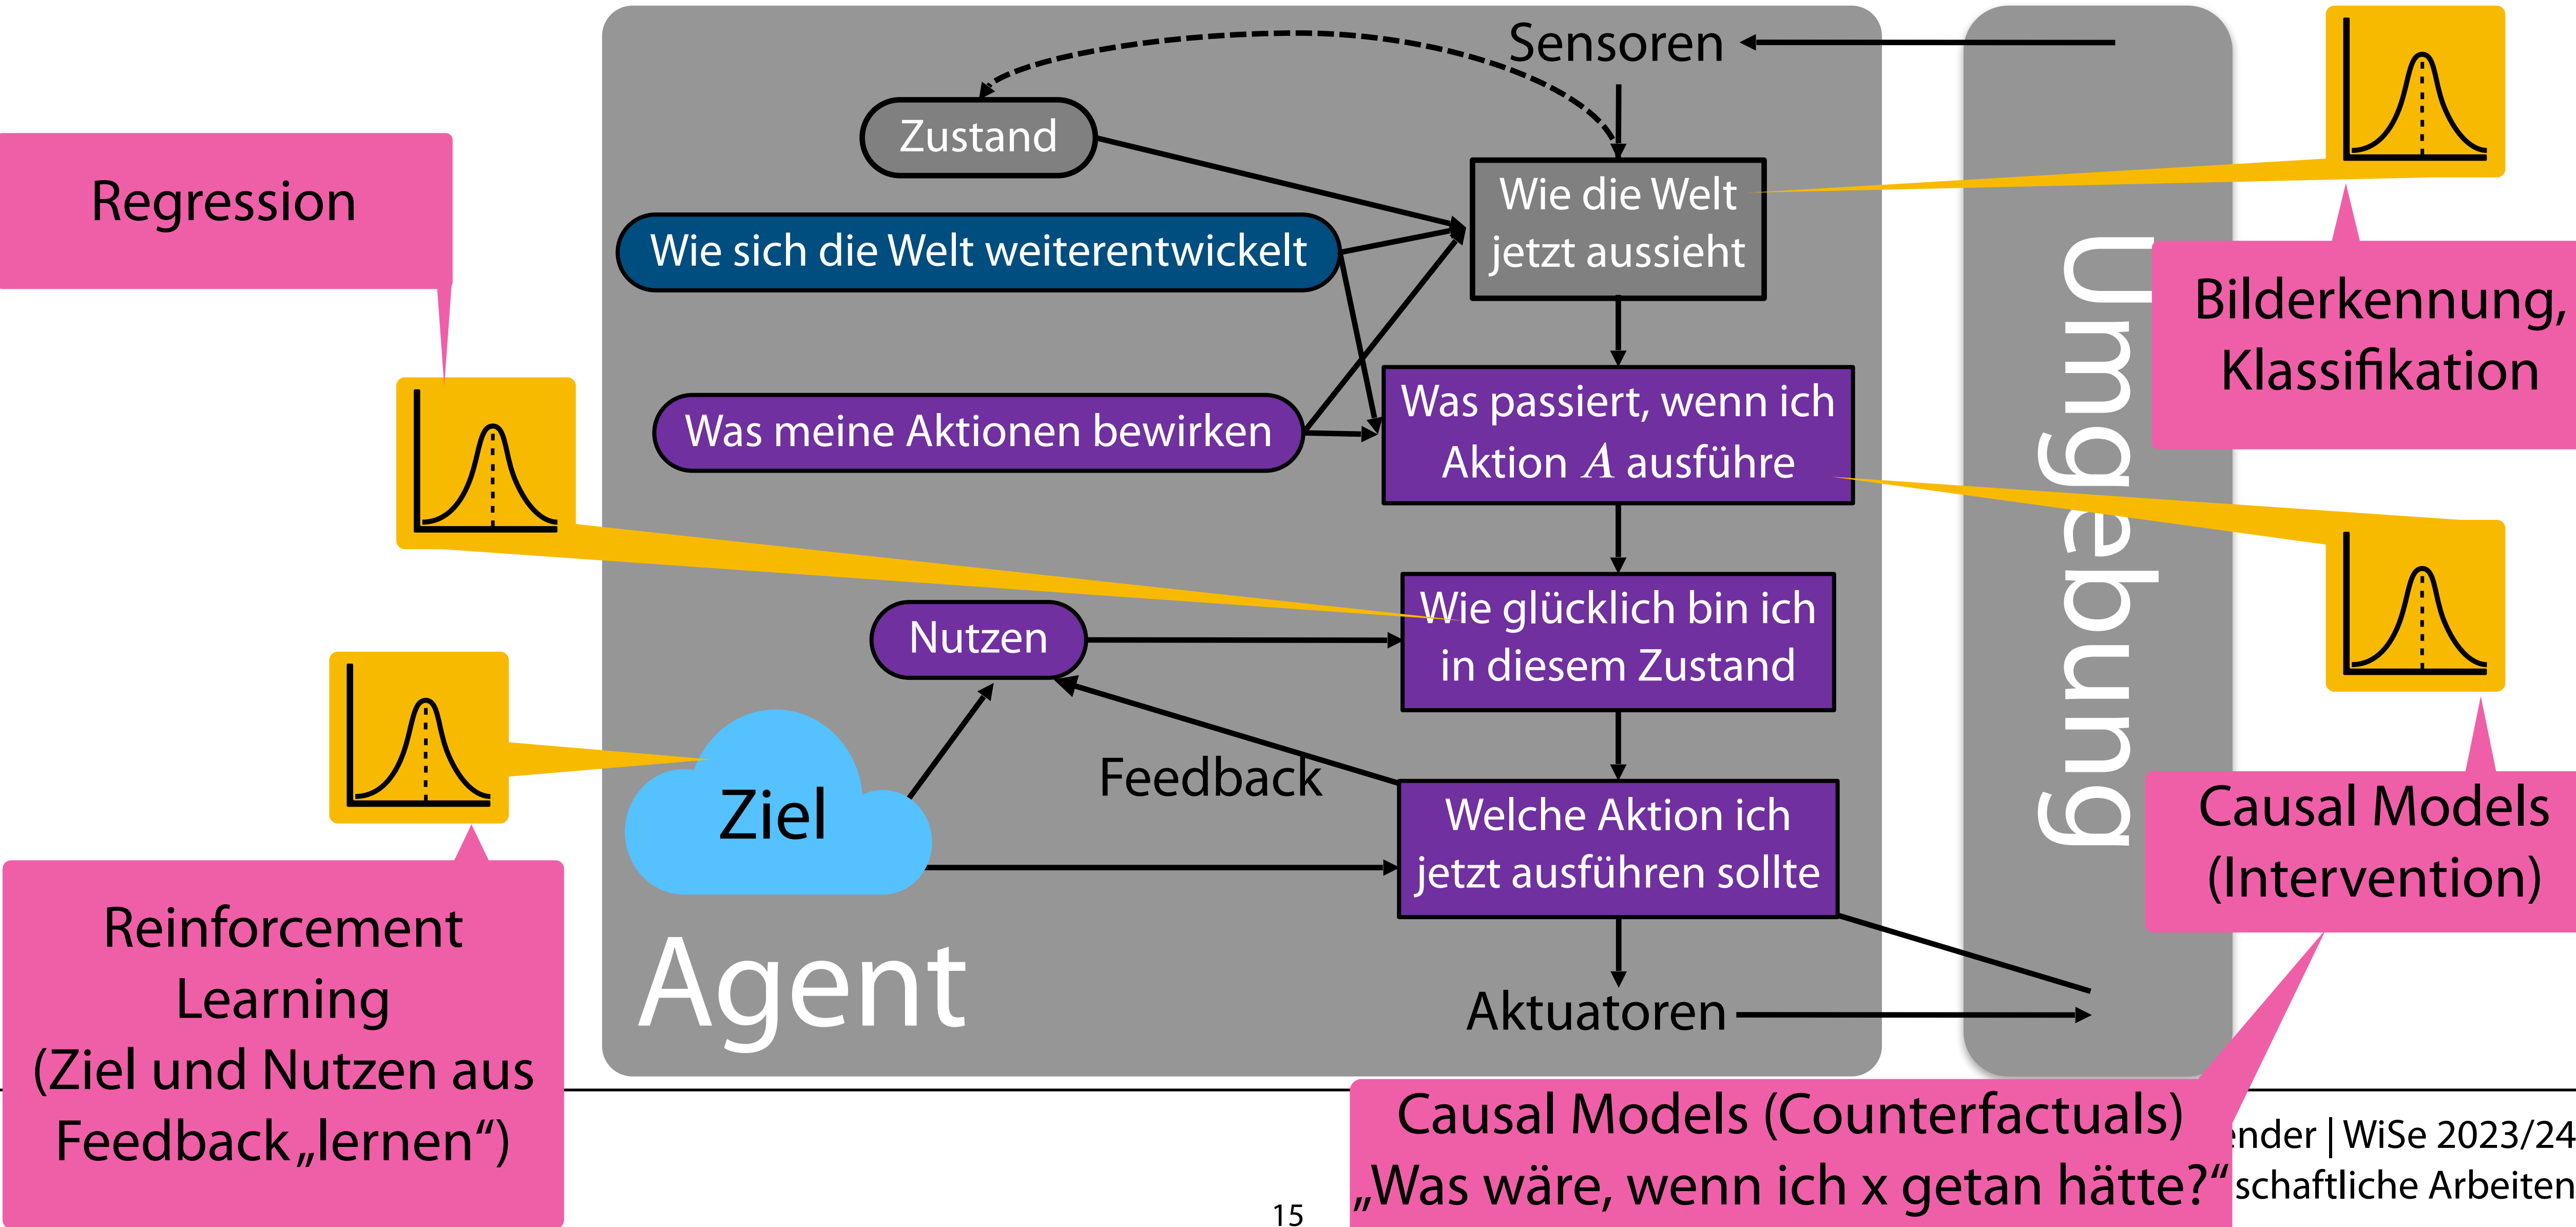 Sensoren
Zustand
Wie die Welt
jetzt aussieht
Regression
Wie sich die Welt weiterentwickelt
Bilderkennung,
Klassifikation
Was meine Aktionen bewirken
Was passiert, wenn ich
Aktion A ausführe
Umgebung
Nutzen
Wie glücklich bin ich
in diesem Zustand
Feedback
Ziel
Welche Aktion ich
jetzt ausführen sollte
Causal Models
(Intervention)
Agent
Aktuatoren
Reinforcement
Learning
(Ziel und Nutzen aus
Feedback „lernen“)
Causal Models (Counterfactuals)
„Was wäre, wenn ich x getan hätte?“
ender | WiSe 2023/24
schaftliche Arbeiten
15